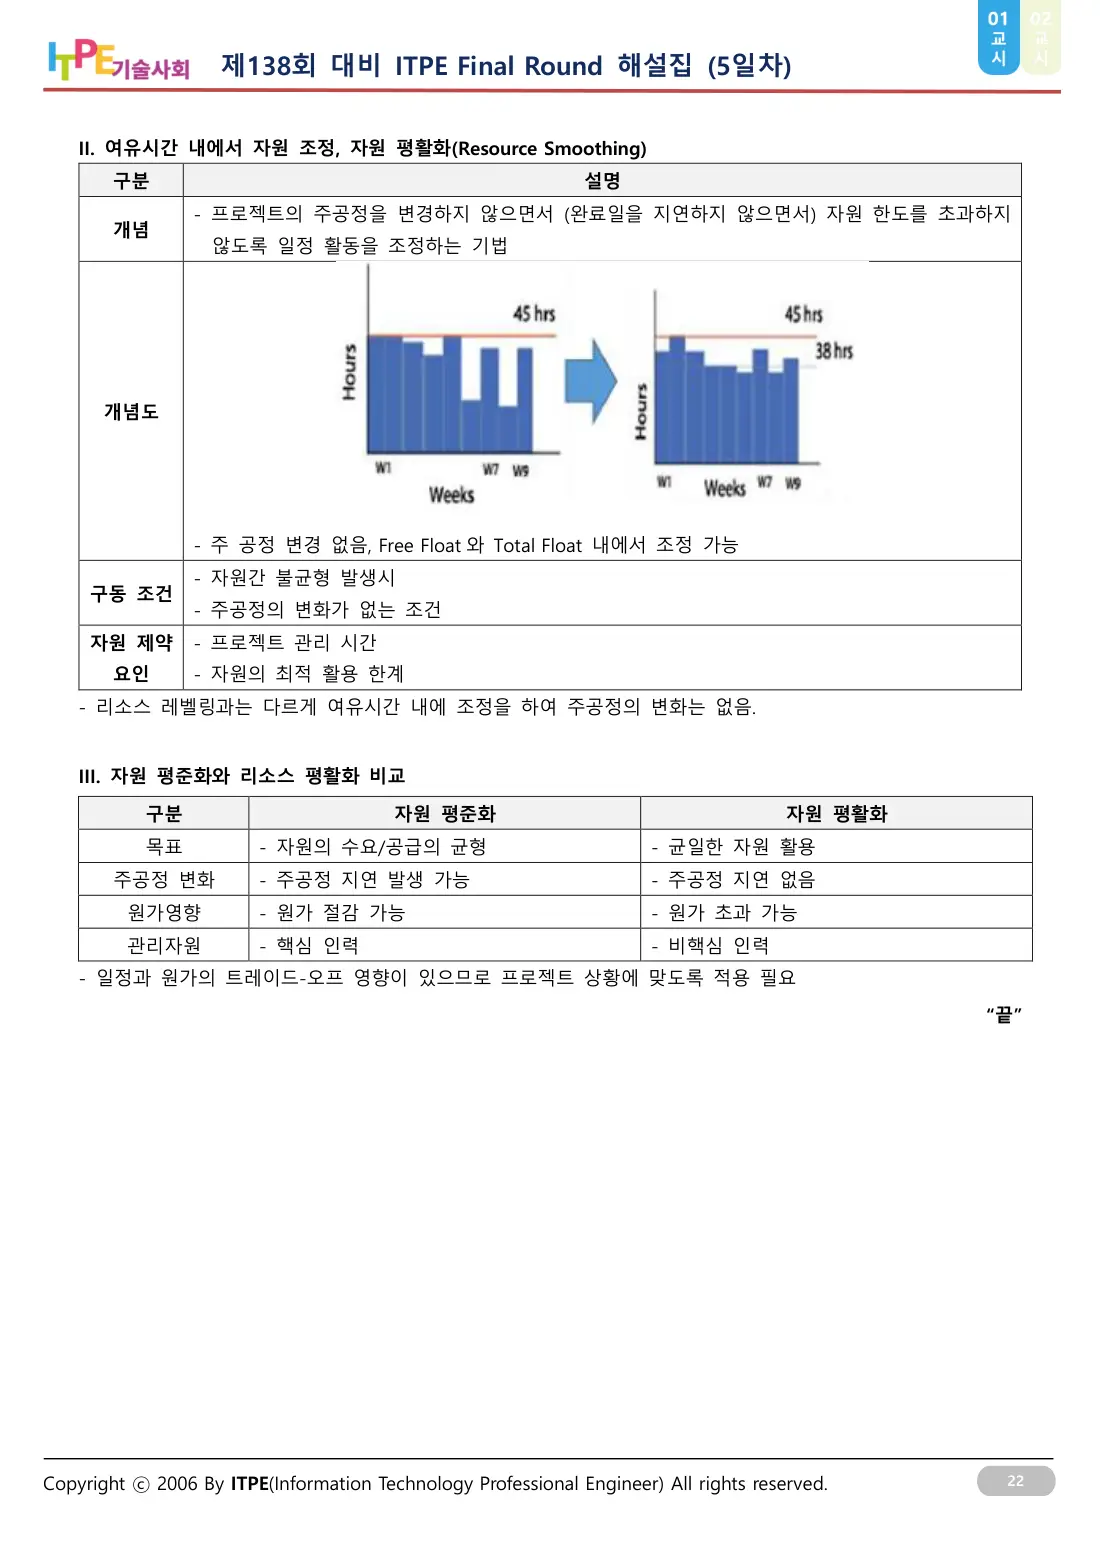 ITPE기술사회 제138회 대비 ITPE Final Round 해설집 (5일차)
01 교 시
02 교 시
II. 여유시간 내에서 자원 조정, 자원 평활화(Resource Smoothing)
구분 설명
개념
- 프로젝트의 주공정을 변경하지 않으면서 (완료일을 지연하지 않으면서) 자원 한도를 초과하지
않도록 일정 활동을 조정하는 기법
개념도
45 hrs
Hours
W1 W7 W9
Weeks
45 hrs
38 hrs
Hours
W1 Weeks W7 W9
- 주 공정 변경 없음, Free Float 와 Total Float 내에서 조정 가능
구동 조건
- 자원간 불균형 발생시
- 주공정의 변화가 없는 조건
자원 제약
요인
- 프로젝트 관리 시간
- 자원의 최적 활용 한계
- 리소스 레벨링과는 다르게 여유시간 내에 조정을 하여 주공정의 변화는 없음.
III. 자원 평준화와 리소스 평활화 비교
구분 자원 평준화 자원 평활화
목표 - 자원의 수요/공급의 균형 - 균일한 자원 활용
주공정 변화 - 주공정 지연 발생 가능 - 주공정 지연 없음
원가영향 - 원가 절감 가능 - 원가 초과 가능
관리자원 - 핵심 인력 - 비핵심 인력
- 일정과 원가의 트레이드-오프 영향이 있으므로 프로젝트 상황에 맞도록 적용 필요
“끝”
Copyright ⓒ 2006 By ITPE(Information Technology Professional Engineer) All rights reserved.
22